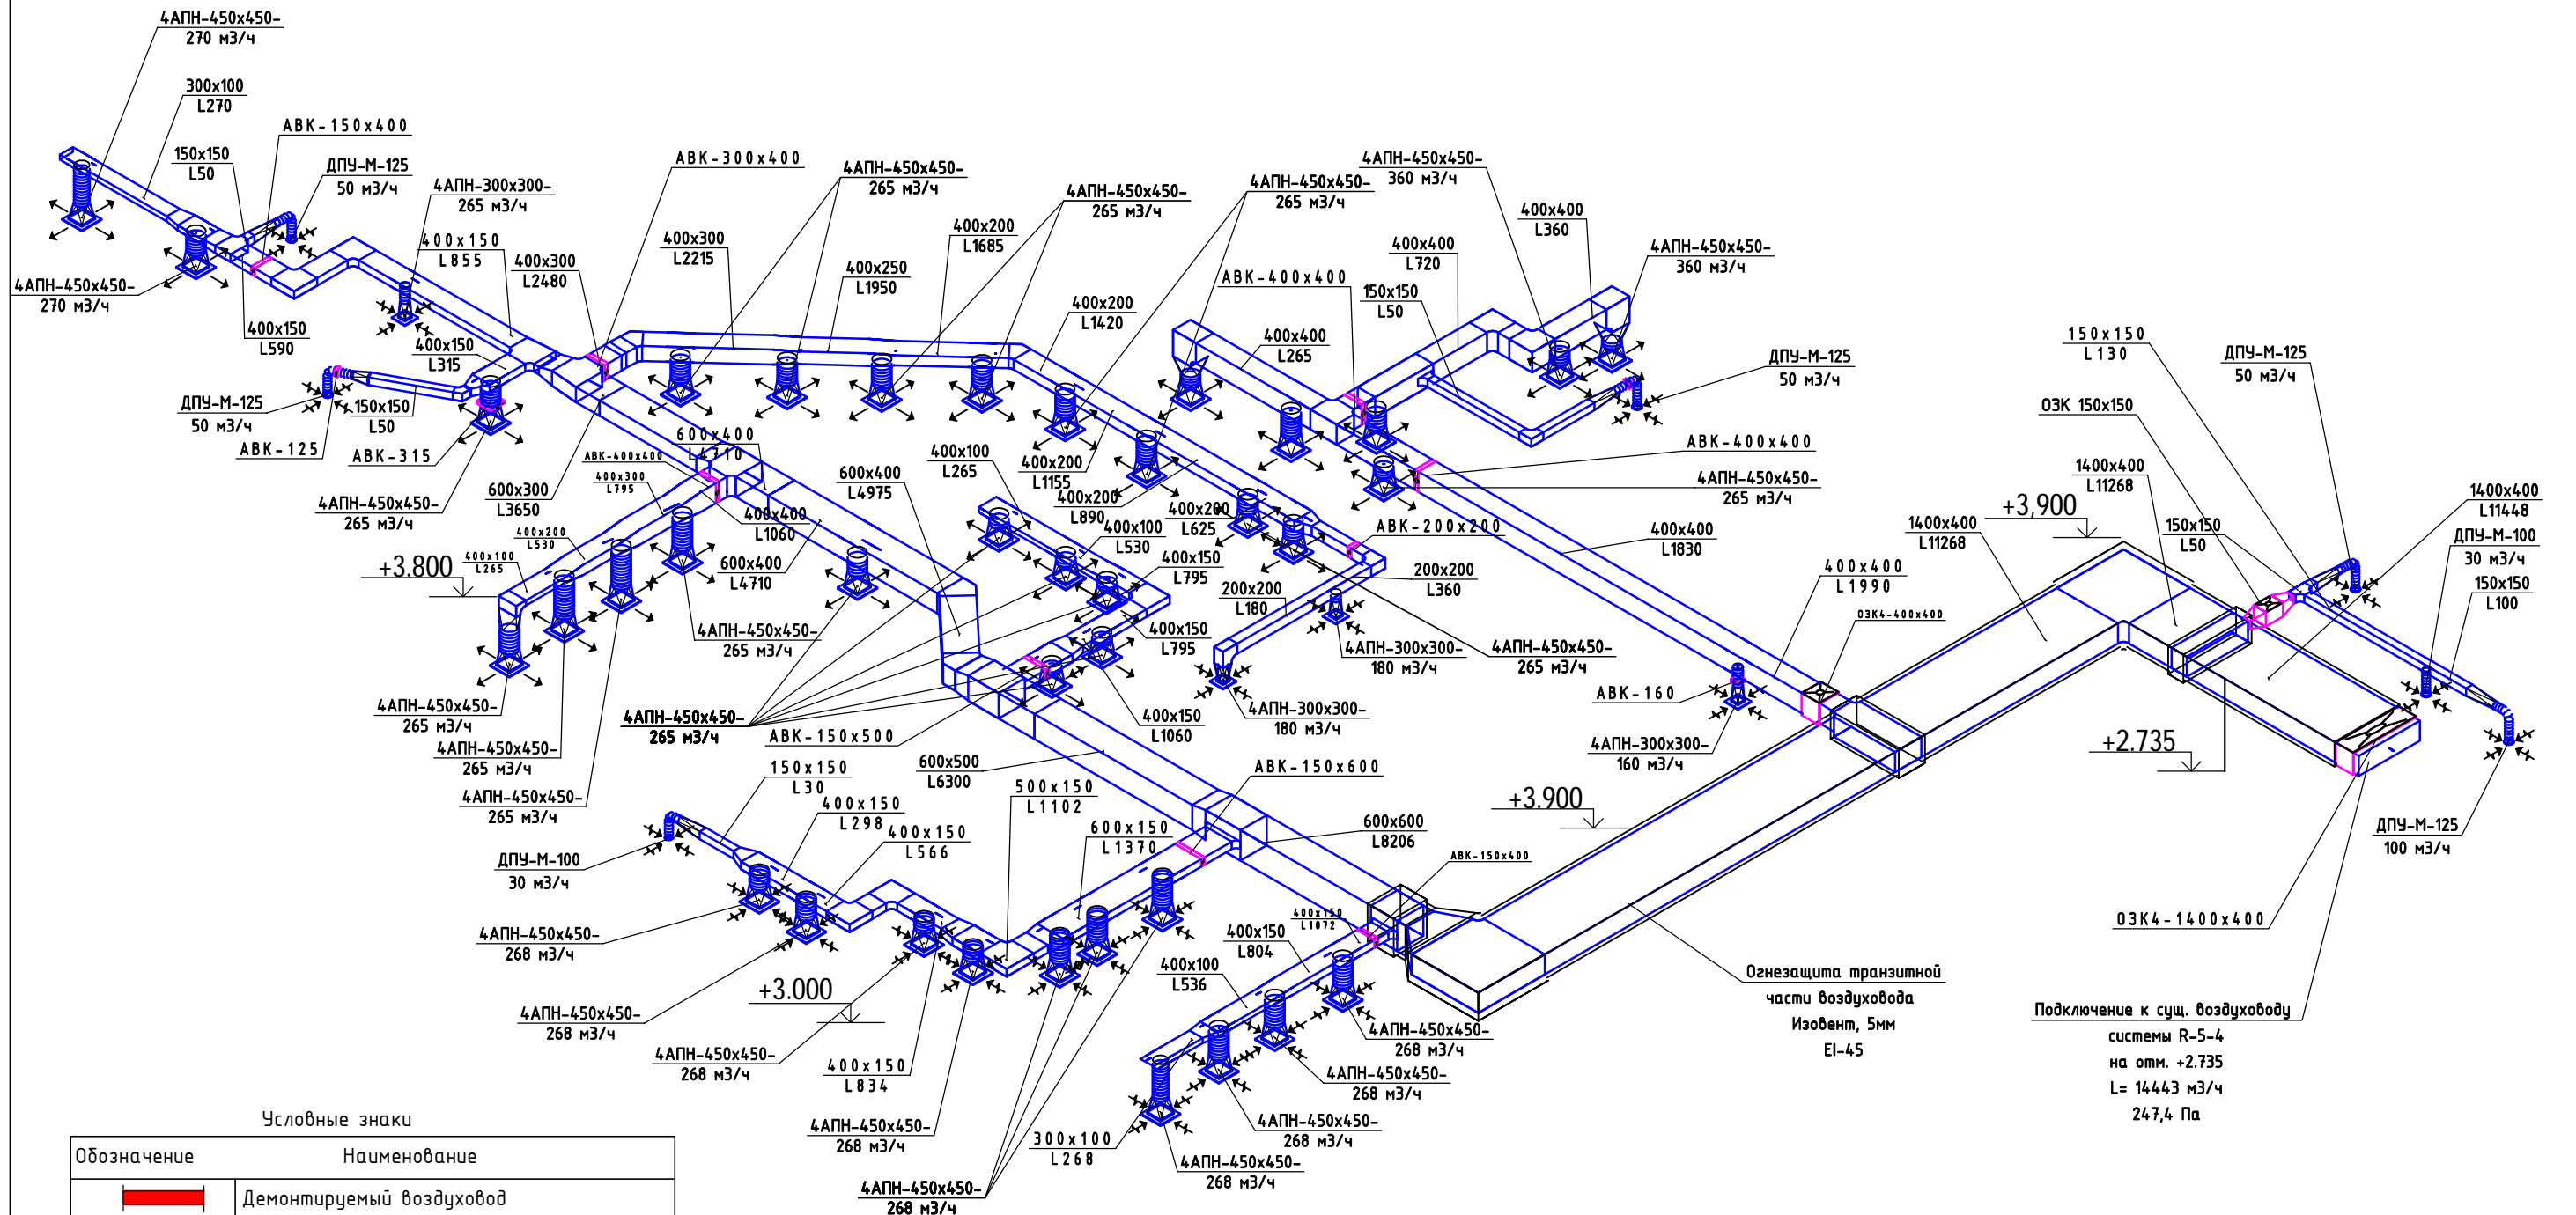 4АПН-450х450-
270 м3/ч
300х100
L270
АВК-150х400
150х150
L50
ДПУ-М-125
50 м3/ч
4АПН-300х300-
265 м3/ч
АВК-300х400
4АПН-450х450-
265 м3/ч
4АПН-450х450-
265 м3/ч
4АПН-450х450-
265 м3/ч
4АПН-450х450-
360 м3/ч
400х400
L360
4АПН-450х450-
360 м3/ч
400х150
L855
400х300
L2480
400х300
L2215
400х250
L1950
400х200
L1685
400х200
L1420
АВК-400х400
400х400
L720
150х150
L50
400х400
L265
4АПН-450х450-
270 м3/ч
400х150
L590
400х150
L315
ДПУ-М-125
50 м3/ч
150х150
L50
АВК-125
АВК-315
4АПН-450х450-
265 м3/ч
600х300
L3650
АВК-400х400
400х300
L795
600х400
L4710
400х400
L1060
600х400
L4710
600х400
L4975
400х100
L265
400х200
L1155
400х200
L890
400х200
L625
400х100
L530
400х150
L795
400х150
L795
АВК-200х200
200х200
L360
200х200
L180
ДПУ-М-125
50 м3/ч
АВК-400х400
4АПН-450х450-
265 м3/ч
400х400
L1830
400х400
L1990
ОЗК4-400х400
150х150
L130
ДПУ-М-125
50 м3/ч
ОЗК 150х150
1400х400
L11268
1400х400
L11268
+3,900
150х150
L50
1400х400
L11448
ДПУ-М-100
30 м3/ч
150х150
L100
400х200
L530
400х100
L265
+3.800
4АПН-450х450-
265 м3/ч
4АПН-450х450-
265 м3/ч
4АПН-450х450-
265 м3/ч
4АПН-450х450-
265 м3/ч
4АПН-450х450-
265 м3/ч
АВК-150х500
400х150
L1060
4АПН-300х300-
180 м3/ч
4АПН-300х300-
180 м3/ч
4АПН-450х450-
265 м3/ч
АВК-160
4АПН-300х300-
160 м3/ч
+2.735
+3.900
600х500
L6300
АВК-150х600
150х150
L30
400х150
L298
400х150
L566
500х150
L1102
600х150
L1370
600х600
L8206
АВК-150х400
ДПУ-М-100
30 м3/ч
4АПН-450х450-
268 м3/ч
4АПН-450х450-
268 м3/ч
4АПН-450х450-
268 м3/ч
+3.000
400х150
L834
4АПН-450х450-
268 м3/ч
4АПН-450х450-
268 м3/ч
400х150
L1072
400х150
L804
400х100
L536
300х100
L268
4АПН-450х450-
268 м3/ч
4АПН-450х450-
268 м3/ч
4АПН-450х450-
268 м3/ч
4АПН-450х450-
268 м3/ч
ДПУ-М-125
100 м3/ч
ОЗК4-1400х400
Огнезащита транзитной
части воздуховода
Изовент, 5мм
EI-45
Подключение к сущ. воздуховоду
системы R-5-4
на отм. +2.735
L= 14443 м3/ч
247,4 Па
Условные знаки
Обозначение Наименование
Демонтируемый воздуховод